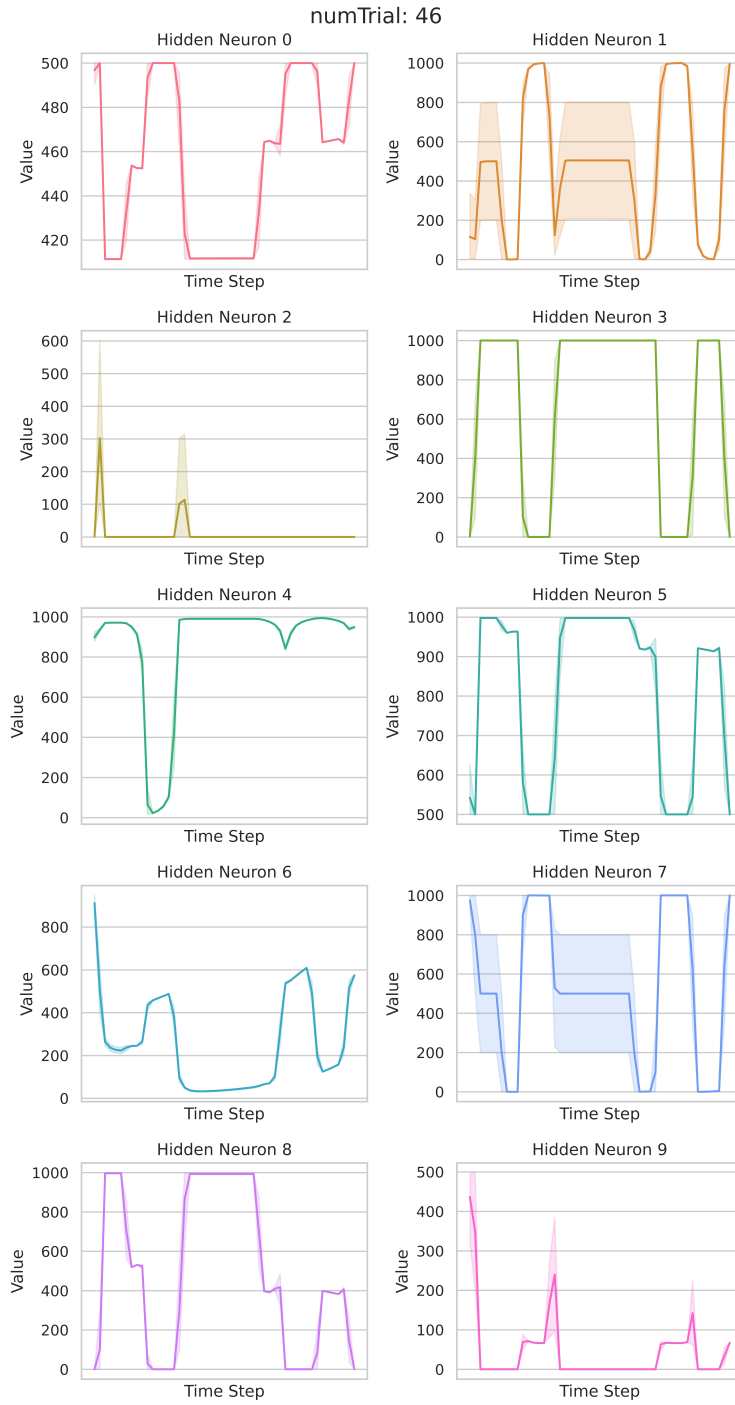 numTrial: 46
Hidden Neuron 0
Hidden Neuron 1
500
480
460
440
420
Value
Time Step
1000
800
600
400
200
0
Value
Time Step
Hidden Neuron 2
Hidden Neuron 3
600
500
400
300
200
100
0
Value
Time Step
1000
800
600
400
200
0
Value
Time Step
Hidden Neuron 4
Hidden Neuron 5
1000
800
600
400
200
0
Value
Time Step
1000
900
800
700
600
500
Value
Time Step
Hidden Neuron 6
Hidden Neuron 7
800
600
400
200
0
Value
Time Step
1000
800
600
400
200
0
Value
Time Step
Hidden Neuron 8
Hidden Neuron 9
1000
800
600
400
200
0
Value
Time Step
500
400
300
200
100
0
Value
Time Step